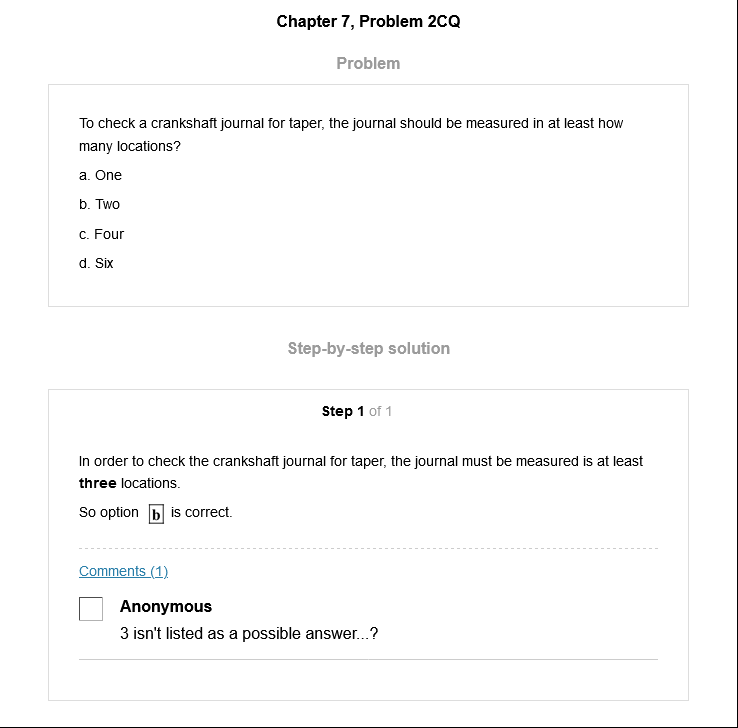 Chapter 7, Problem 2CQ
Problem
To check a crankshaft journal for taper, the journal should be measured in at least how
many locations?
a. One
b. Two
c. Four
d. Six
Step-by-step solution
Step 1 of 1
In order to check the crankshaft journal for taper, the journal must be measured is at least
three locations.
So option b is correct.
Comments (1)
Anonymous
3 isn't listed as a possible answer...?